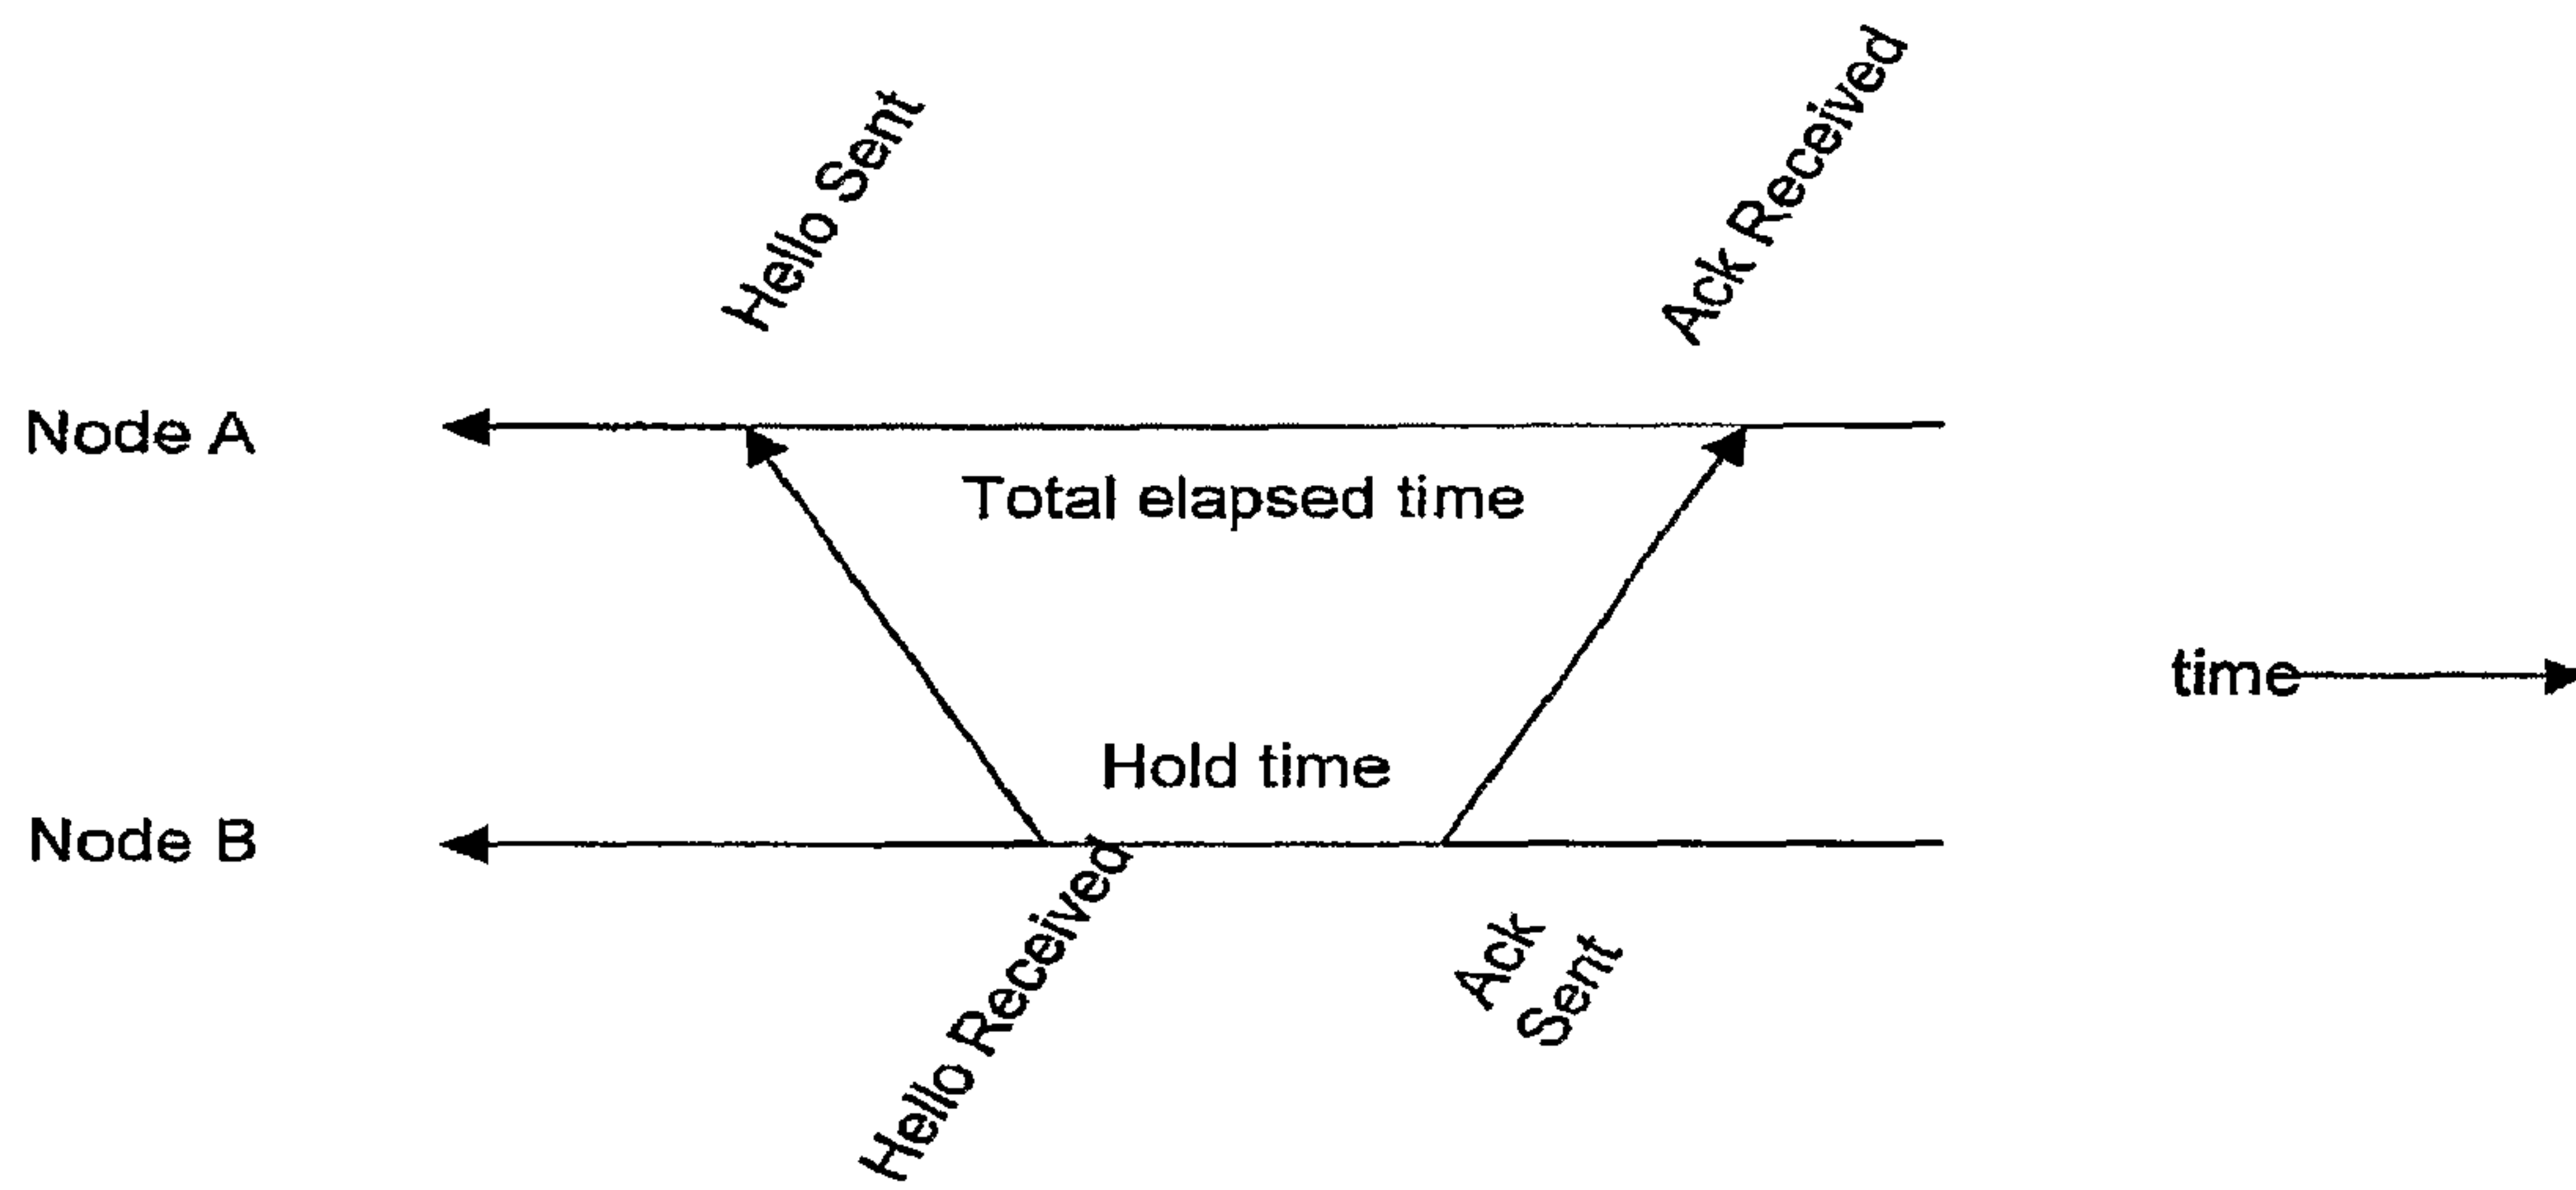 Hello Sent
Ack Received
Node A
Total elapsed time
time
Hold time
Node B
Hello Received
Ack
Sent